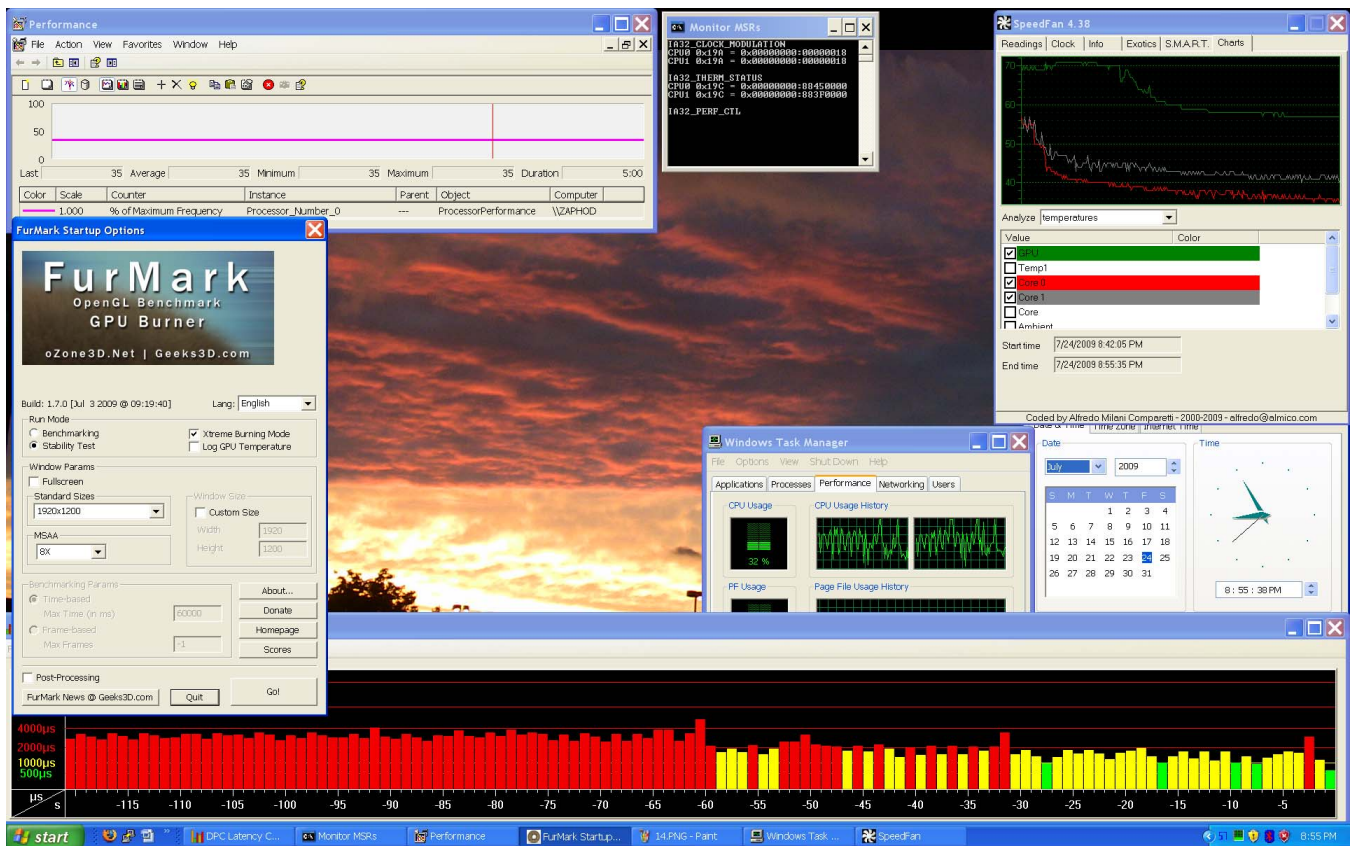 Performance
File Action View Favorites Window Help
100
50
0
Last 35 Average 35 Minimum 35 Maximum 35 Duration 5:00
Color Scale Counter Instance Parent Object Computer
1.000 % of Maximum Frequency Processor_Number_0 --- ProcessorPerformance \\ZAPHOD
Monitor MSRs
IA32_CLOCK_MODULATION
CPU0 0x19A = 0x00000000:00000018
CPU1 0x19A = 0x00000000:00000018
IA32_THERM_STATUS
CPU0 0x19C = 0x00000000:88450000
CPU1 0x19C = 0x00000000:883F0000
IA32_PERF_CTL
SpeedFan 4.38
Readings Clock Info Exotics S.M.A.R.T. Charts
70
60
50
40
Analyze temperatures
Value Color
GPU
Temp1
Core 0
Core 1
Core
Ambient
Start time 7/24/2009 8:42:05 PM
End time 7/24/2009 8:55:35 PM
Coded by Alfredo Milani Comparetti - 2000-2009 - alfredo@almico.com
FurMark Startup Options
FurMark
OpenGL Benchmark
GPU Burner
oZone3D.Net | Geeks3D.com
Build: 1.7.0 [Jul 3 2009 @ 09:19:40] Lang: English
Run Mode
Benchmarking Xtreme Burning Mode
Stability Test Log GPU Temperature
Window Params
Fullscreen
Standard Sizes Window Size
1920x1200 Custom Size
Width 1920
MSAA
8X Height 1200
Benchmarking Params
Time-based About...
Max Time (in ms) 60000 Donate
Frame-based Homepage
Max Frames -1 Scores
Post-Processing
FurMark News @ Geeks3D.com Quit Go!
Windows Task Manager
File Options View Shut Down Help
Applications Processes Performance Networking Users
CPU Usage CPU Usage History
32 %
PF Usage Page File Usage History
Date & Time Time Zone Internet Time
Date Time
July 2009
S M T W T F S
1 2 3 4
5 6 7 8 9 10 11
12 13 14 15 16 17 18
19 20 21 22 23 24 25
26 27 28 29 30 31
8 : 55 : 38 PM
4000µs
2000µs
1000µs
500µs
µs s -115 -110 -105 -100 -95 -90 -85 -80 -75 -70 -65 -60 -55 -50 -45 -40 -35 -30 -25 -20 -15 -10 -5
start DPC Latency C... Monitor MSRs Performance FurMark Startup... 14.PNG - Paint Windows Task ... SpeedFan 8:55 PM